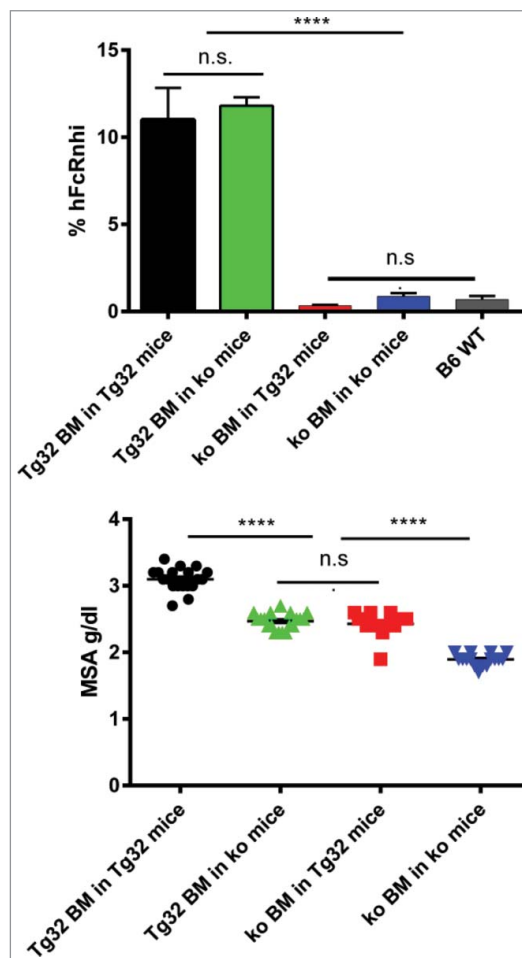 ****
n.s.
15
10
5
0
% hFcRnhi
n.s
Tg32 BM in Tg32 mice
Tg32 BM in ko mice
ko BM in Tg32 mice
ko BM in ko mice
B6 WT
4
3
2
1
0
MSA g/dl
****
****
n.s
Tg32 BM in Tg32 mice
Tg32 BM in ko mice
ko BM in Tg32 mice
ko BM in ko mice